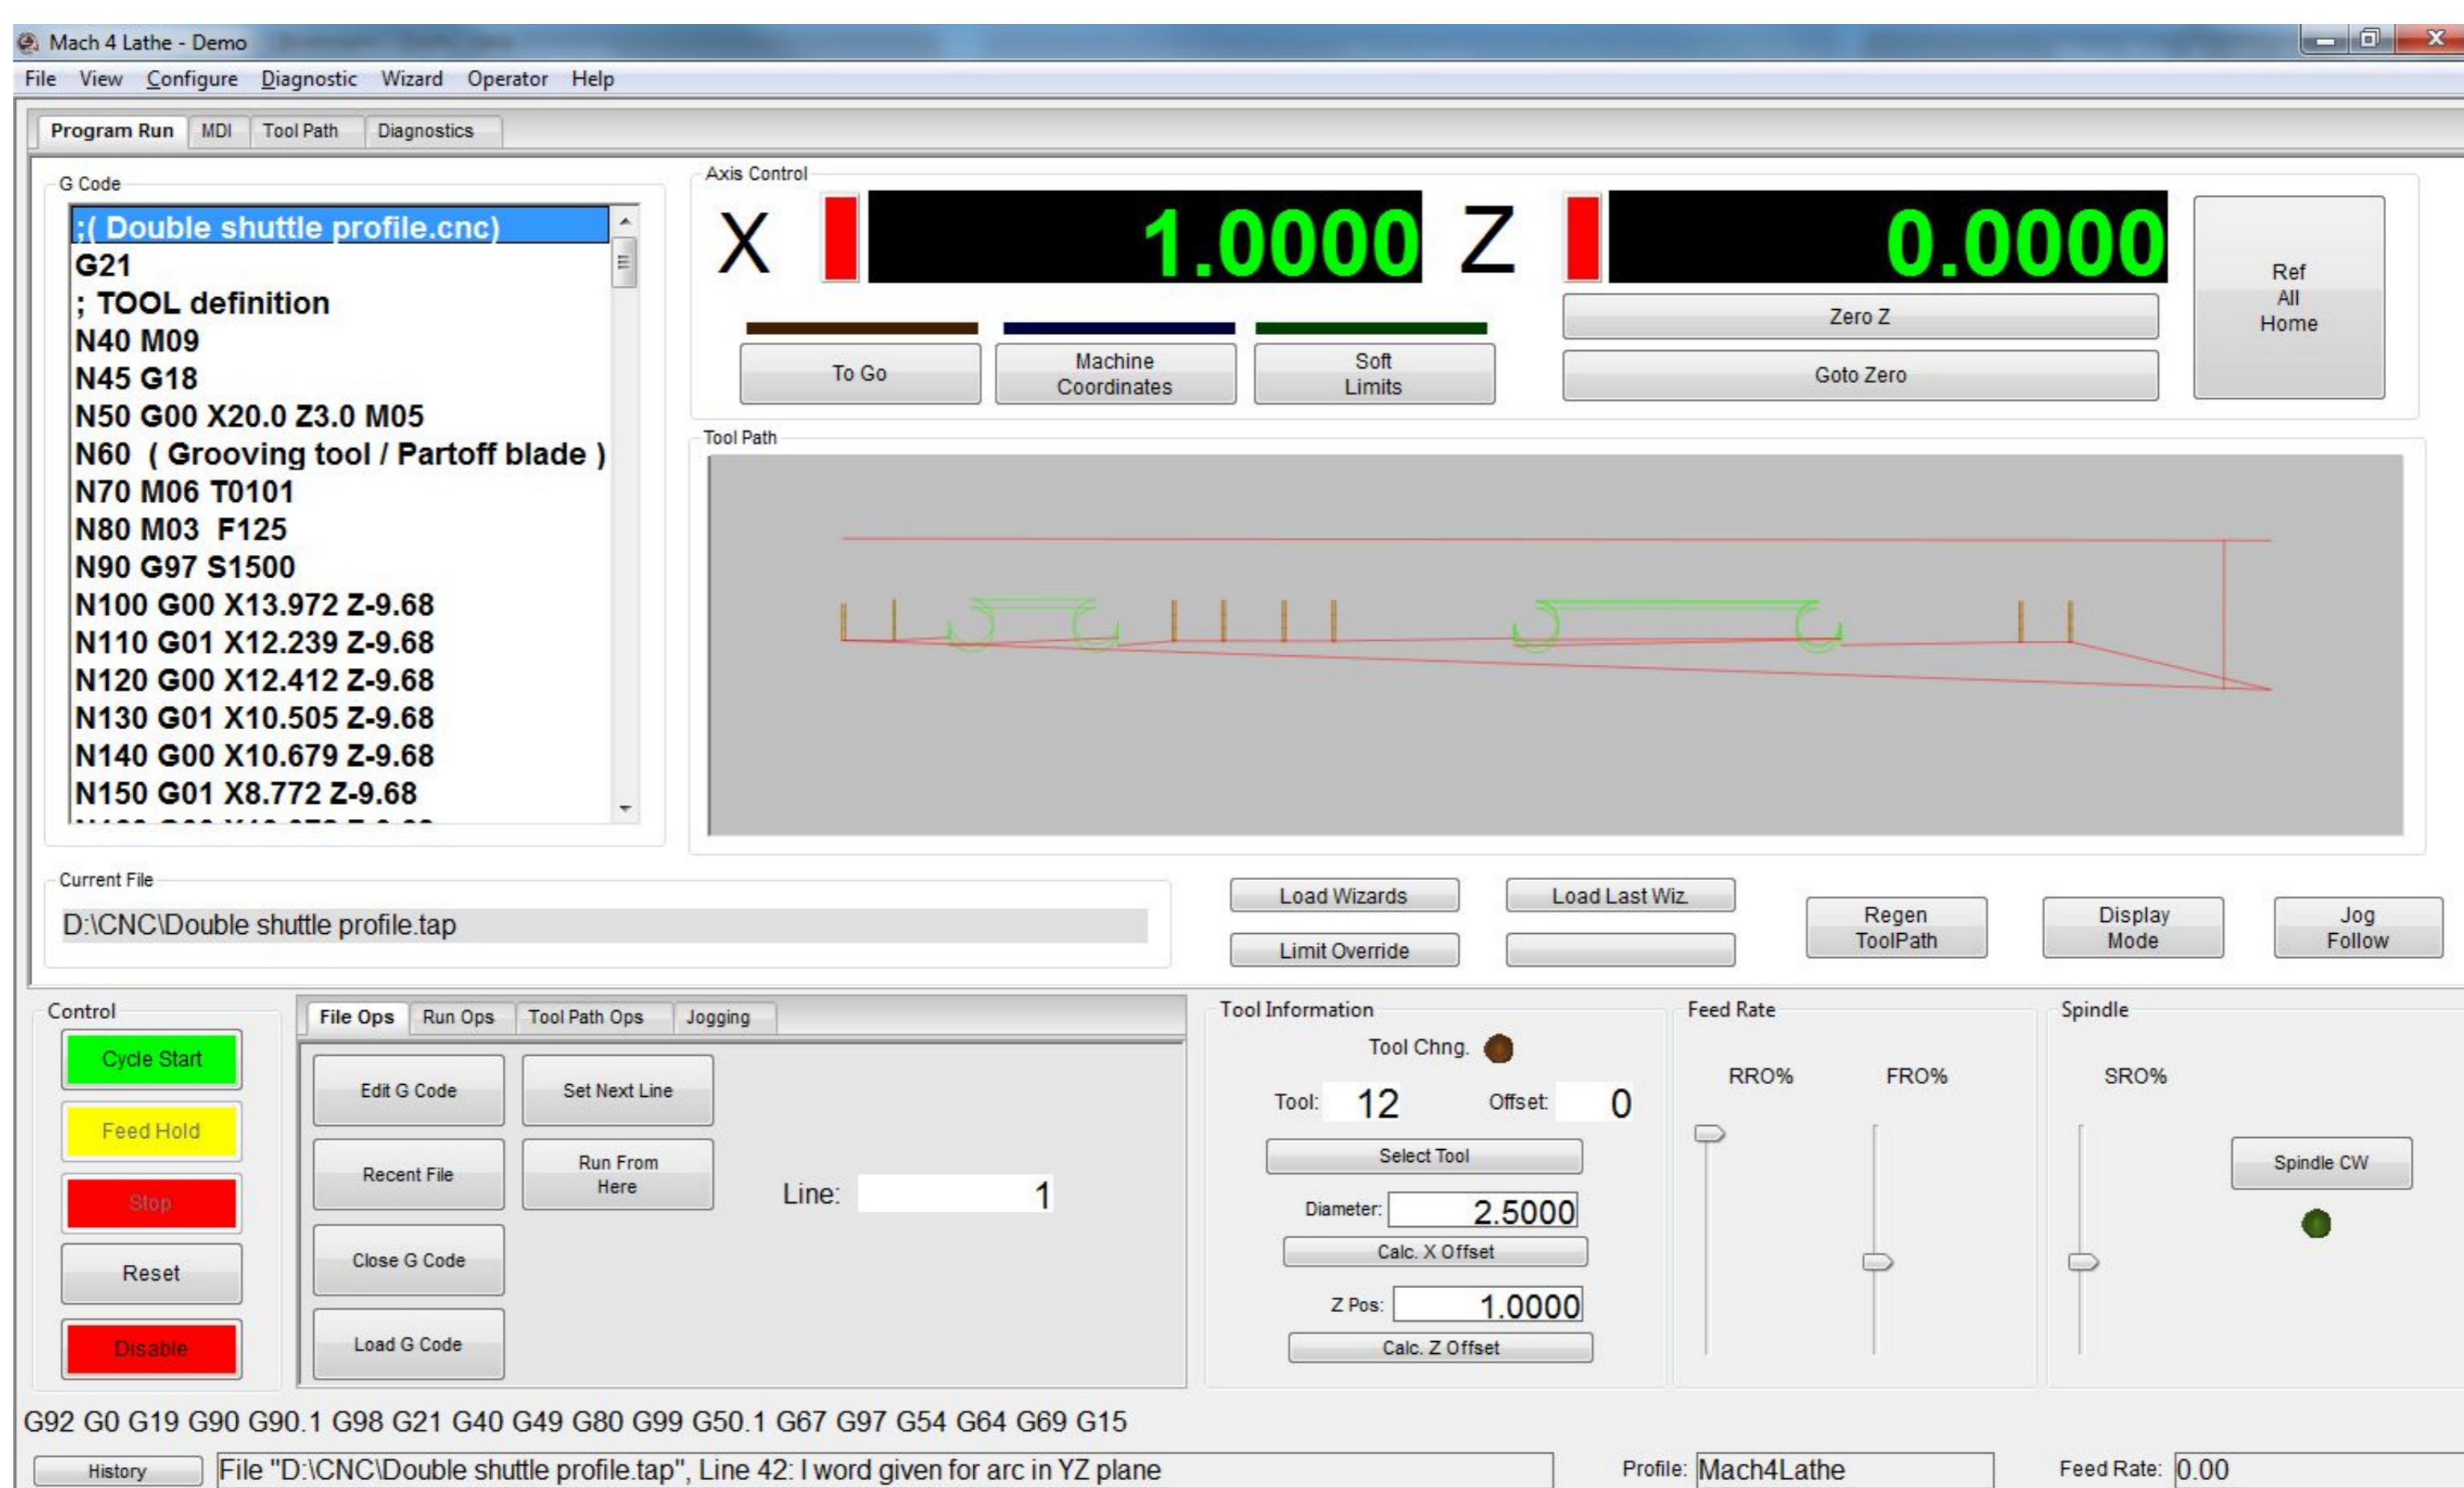 Mach 4 Lathe - Demo
File View Configure Diagnostic Wizard Operator Help
Program Run MDI Tool Path Diagnostics
G Code
;( Double shuttle profile.cnc)
G21
; TOOL definition
N40 M09
N45 G18
N50 G00 X20.0 Z3.0 M05
N60 ( Grooving tool / Partoff blade )
N70 M06 T0101
N80 M03 F125
N90 G97 S1500
N100 G00 X13.972 Z-9.68
N110 G01 X12.239 Z-9.68
N120 G00 X12.412 Z-9.68
N130 G01 X10.505 Z-9.68
N140 G00 X10.679 Z-9.68
N150 G01 X8.772 Z-9.68
Axis Control
X 1.0000 Z 0.0000
Ref
All
Home
Zero Z
To Go
Machine
Coordinates
Soft
Limits
Goto Zero
Tool Path
Current File
D:\CNC\Double shuttle profile.tap
Load Wizards
Load Last Wiz.
Limit Override
Regen
ToolPath
Display
Mode
Jog
Follow
Control
Cycle Start
Feed Hold
Stop
Reset
Disable
File Ops Run Ops Tool Path Ops Jogging
Edit G Code
Set Next Line
Recent File
Run From
Here
Line: 1
Close G Code
Load G Code
Tool Information
Tool Chng.
Tool: 12 Offset: 0
Select Tool
Diameter: 2.5000
Calc. X Offset
Z Pos: 1.0000
Calc. Z Offset
Feed Rate
RRO% FRO%
Spindle
SRO%
Spindle CW
G92 G0 G19 G90 G90.1 G98 G21 G40 G49 G80 G99 G50.1 G67 G97 G54 G64 G69 G15
History
File "D:\CNC\Double shuttle profile.tap", Line 42: I word given for arc in YZ plane
Profile: Mach4Lathe
Feed Rate: 0.00